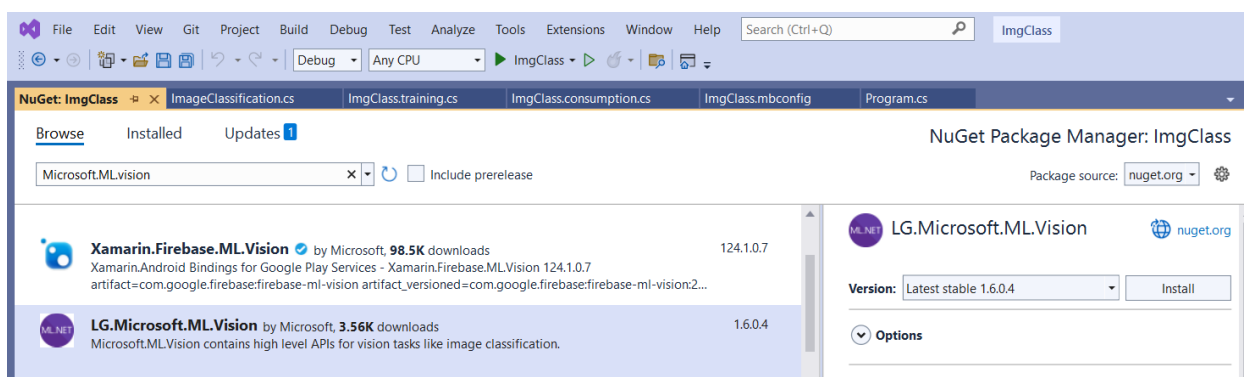 File Edit View Git Project Build Debug Test Analyze Tools Extensions Window Help Search (Ctrl+Q) ImgClass
Debug Any CPU ImgClass
NuGet: ImgClass ImageClassification.cs ImgClass.training.cs ImgClass.consumption.cs ImgClass.mbconfig Program.cs
Browse Installed Updates 1 NuGet Package Manager: ImgClass
Microsoft.ML.vision Include prerelease Package source: nuget.org
Xamarin.Firebase.ML.Vision by Microsoft, 98.5K downloads 124.1.0.7
Xamarin.Android Bindings for Google Play Services - Xamarin.Firebase.ML.Vision 124.1.0.7
artifact=com.google.firebase:firebase-ml-vision artifact_versioned=com.google.firebase:firebase-ml-vision:2...
ML.NET LG.Microsoft.ML.Vision by Microsoft, 3.56K downloads 1.6.0.4
Microsoft.ML.Vision contains high level APIs for vision tasks like image classification.
ML.NET LG.Microsoft.ML.Vision nuget.org
Version: Latest stable 1.6.0.4 Install
Options